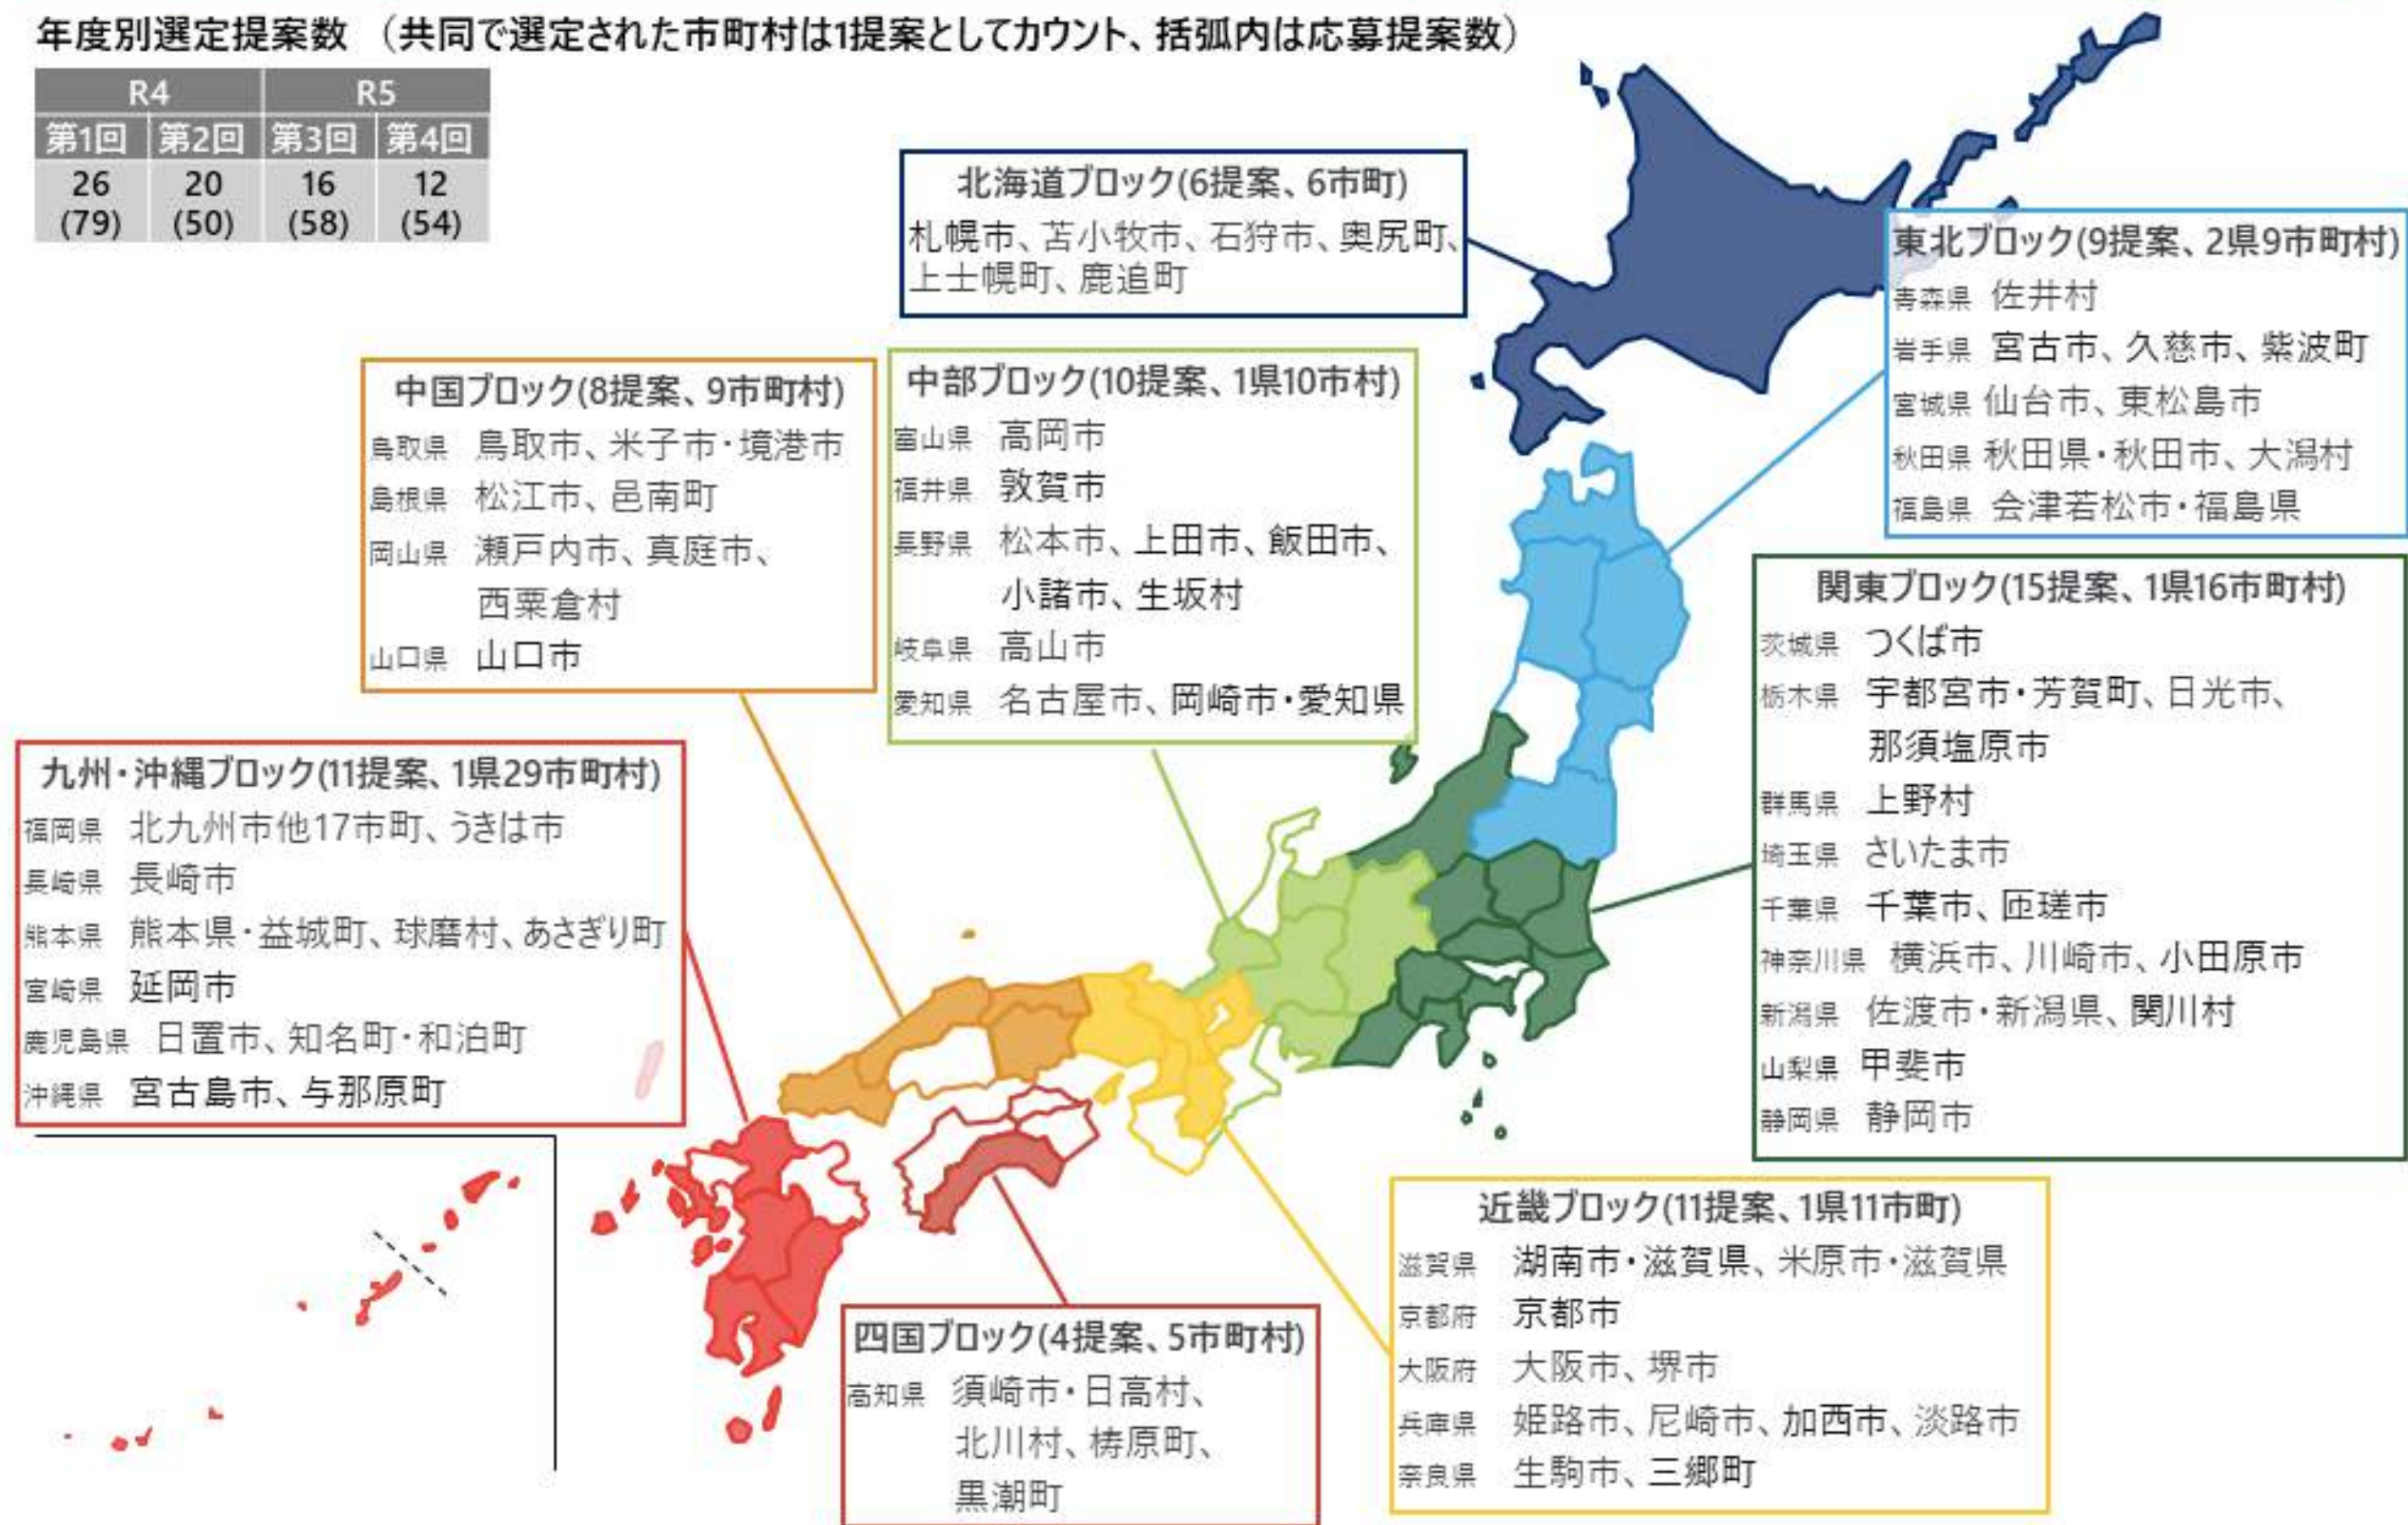 年度別選定提案数 （共同で選定された市町村は1提案としてカウント、括弧内は応募提案数）
R4 R5
第1回 第2回 第3回 第4回
26 20 16 12
(79) (50) (58) (54)
北海道ブロック(6提案、6市町)
札幌市、苫小牧市、石狩市、奥尻町、
上士幌町、鹿追町
東北ブロック(9提案、2県9市町村)
青森県 佐井村
岩手県 宮古市、久慈市、紫波町
宮城県 仙台市、東松島市
秋田県 秋田県・秋田市、大潟村
福島県 会津若松市・福島県
中国ブロック(8提案、9市町村)
鳥取県 鳥取市、米子市・境港市
島根県 松江市、邑南町
岡山県 瀬戸内市、真庭市、
西粟倉村
山口県 山口市
中部ブロック(10提案、1県10市村)
富山県 高岡市
福井県 敦賀市
長野県 松本市、上田市、飯田市、
小諸市、生坂村
岐阜県 高山市
愛知県 名古屋市、岡崎市・愛知県
関東ブロック(15提案、1県16市町村)
茨城県 つくば市
栃木県 宇都宮市・芳賀町、日光市、
那須塩原市
群馬県 上野村
埼玉県 さいたま市
千葉県 千葉市、匝瑳市
神奈川県 横浜市、川崎市、小田原市
新潟県 佐渡市・新潟県、関川村
山梨県 甲斐市
静岡県 静岡市
九州・沖縄ブロック(11提案、1県29市町村)
福岡県 北九州市他17市町、うきは市
長崎県 長崎市
熊本県 熊本県・益城町、球磨村、あさぎり町
宮崎県 延岡市
鹿児島県 日置市、知名町・和泊町
沖縄県 宮古島市、与那原町
近畿ブロック(11提案、1県11市町)
滋賀県 湖南市・滋賀県、米原市・滋賀県
京都府 京都市
大阪府 大阪市、堺市
兵庫県 姫路市、尼崎市、加西市、淡路市
奈良県 生駒市、三郷町
四国ブロック(4提案、5市町村)
高知県 須崎市・日高村、
北川村、梼原町、
黒潮町